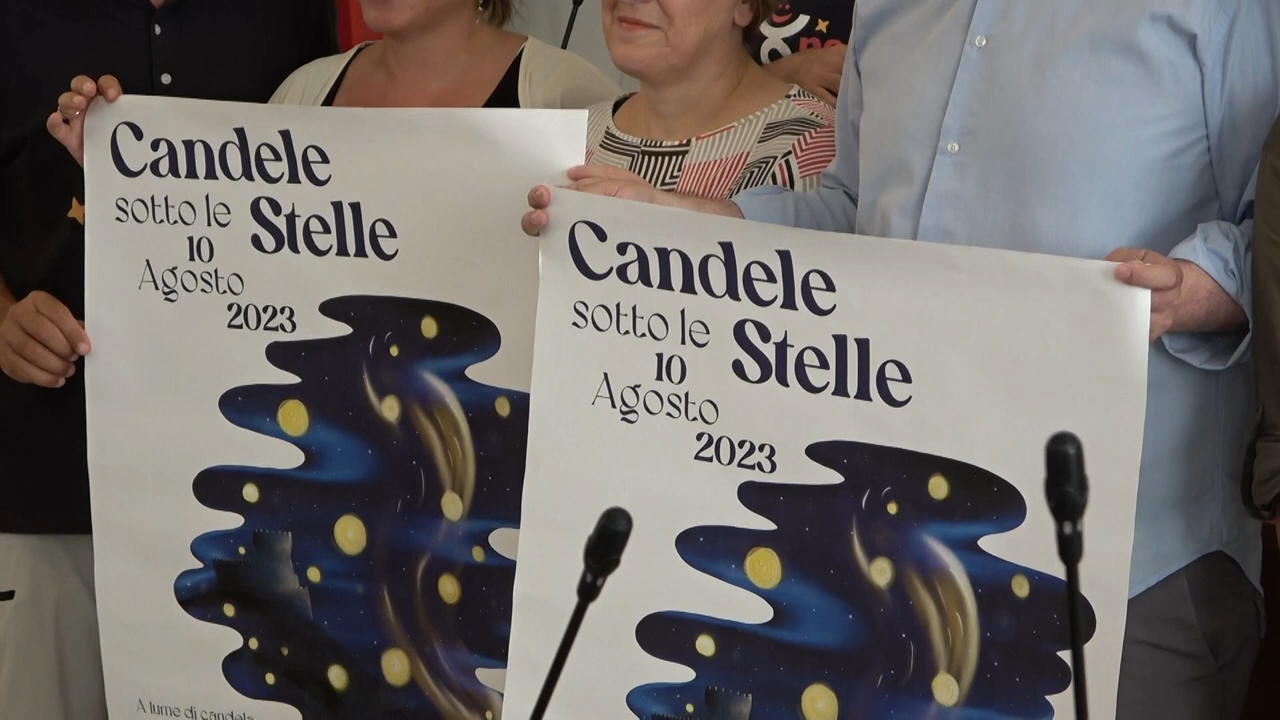 Candele
sotto le Stelle
10
Agosto
2023
A lume di candela
Candele
sotto le Stelle
10
Agosto
2023